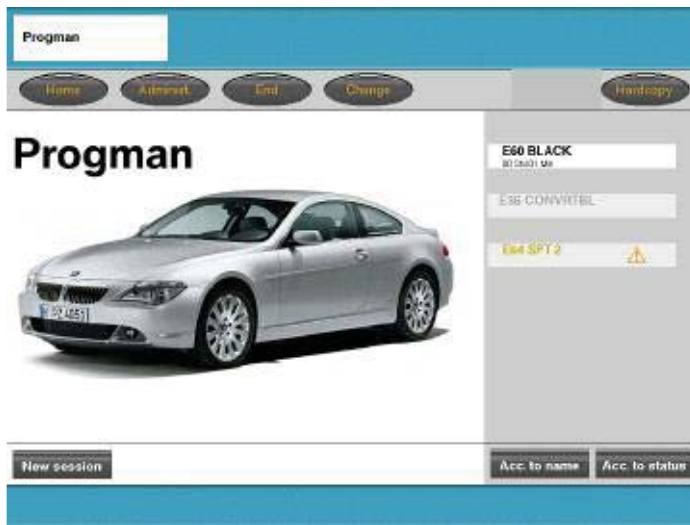 Progman
Home Administ. End Change Hardcopy
Progman
E60 BLACK
E36 CONVRTBL
E64 SPT 2
New session
Acc. to name Acc. to status